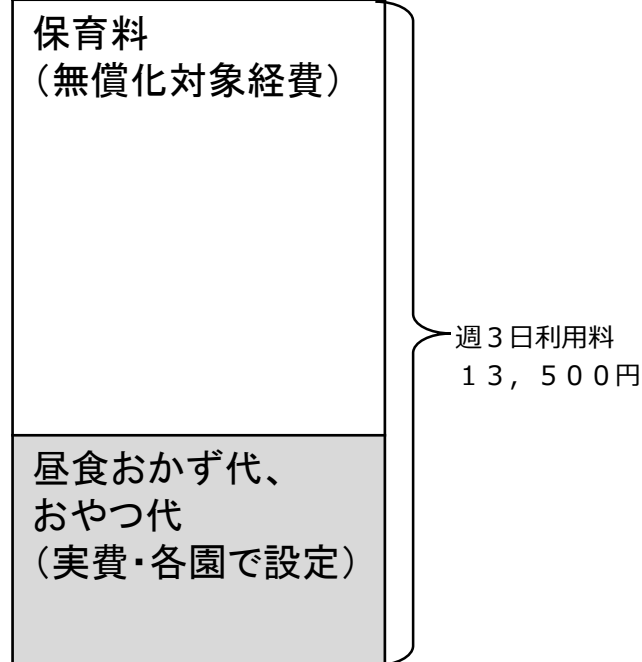 保育料
（無償化対象経費）
週３日利用料
１３，５００円
昼食おかず代、
おやつ代
（実費・各園で設定）